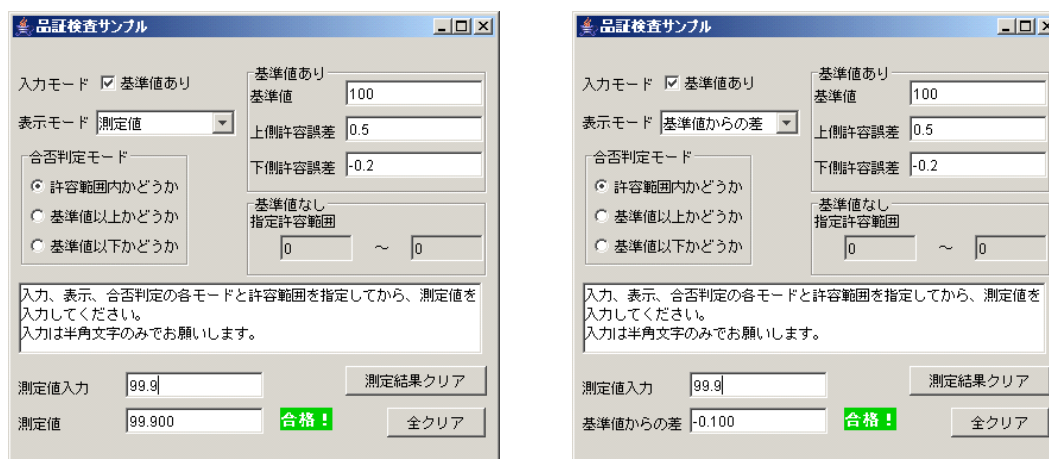 品証検査サンプル
入力モード 基準値あり
表示モード 測定値
合否判定モード
許容範囲内かどうか
基準値以上かどうか
基準値以下かどうか
基準値あり
基準値 100
上側許容誤差 0.5
下側許容誤差 -0.2
基準値なし
指定許容範囲
0 ～ 0
入力、表示、合否判定の各モードと許容範囲を指定してから、測定値を
入力してください。
入力は半角文字のみでお願いします。
測定値入力 99.9 測定結果クリア
測定値 99.900 合格！ 全クリア
品証検査サンプル
入力モード 基準値あり
表示モード 基準値からの差
合否判定モード
許容範囲内かどうか
基準値以上かどうか
基準値以下かどうか
基準値あり
基準値 100
上側許容誤差 0.5
下側許容誤差 -0.2
基準値なし
指定許容範囲
0 ～ 0
入力、表示、合否判定の各モードと許容範囲を指定してから、測定値を
入力してください。
入力は半角文字のみでお願いします。
測定値入力 99.9 測定結果クリア
基準値からの差 -0.100 合格！ 全クリア